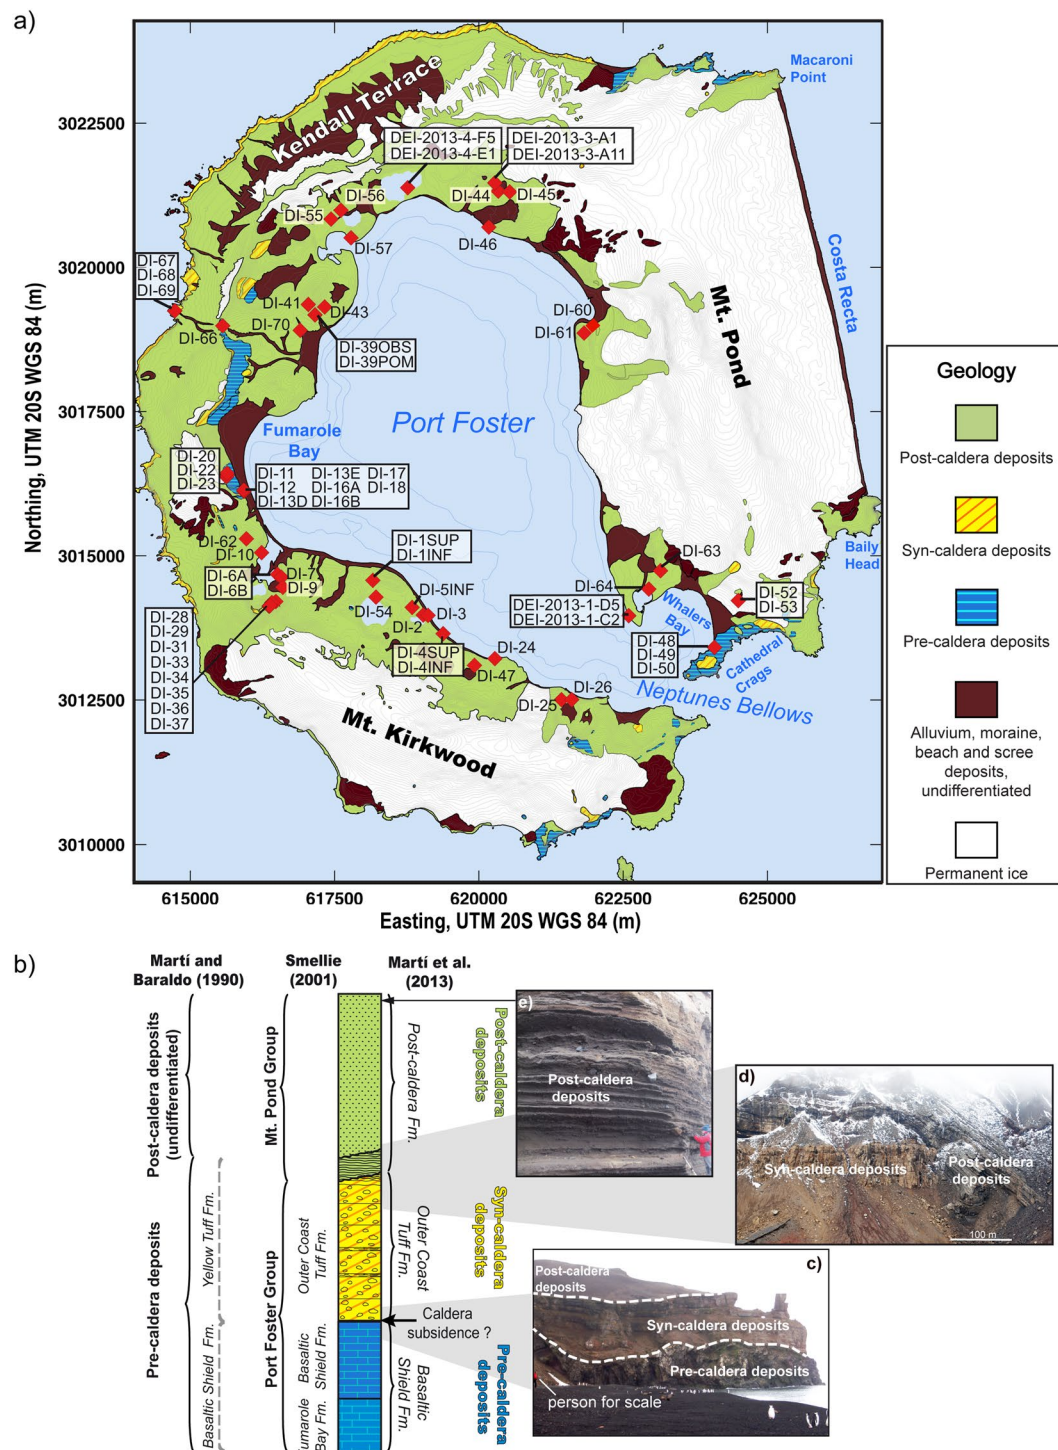 a)
Macaroni
Point
Kendall Terrace
3022500
3020000
3017500
3015000
3012500
3010000
Northing, UTM 20S WGS 84 (m)
DEI-2013-4-F5
DEI-2013-4-E1
DEI-2013-3-A1
DEI-2013-3-A11
DI-56
DI-55
DI-57
DI-44
DI-45
DI-46
DI-67
DI-68
DI-69
DI-66
DI-41
DI-43
DI-70
DI-39OBS
DI-39POM
DI-60
DI-61
Costa Recta
Mt. Pond
Port Foster
Fumarole
Bay
DI-20
DI-22
DI-23
DI-11 DI-13E DI-17
DI-12 DI-16A DI-18
DI-13D DI-16B
DI-62
DI-10
DI-6A
DI-6B
DI-7
DI-9
DI-1SUP
DI-1INF
DI-54
DI-5INF
DI-3
DI-2
DI-4SUP
DI-4INF
DI-24
DI-47
DI-28
DI-29
DI-31
DI-33
DI-34
DI-35
DI-36
DI-37
DI-63
DI-64
DEI-2013-1-D5
DEI-2013-1-C2
Whalers
Bay
DI-52
DI-53
DI-48
DI-49
DI-50
Baily
Head
Cathedral
Crags
Neptunes Bellows
DI-26
DI-25
Mt. Kirkwood
615000
617500
620000
622500
625000
Easting, UTM 20S WGS 84 (m)
Geology
Post-caldera
deposits
Syn-caldera
deposits
Pre-caldera
deposits
Alluvium, moraine,
beach and scree
deposits,
undifferentiated
Permanent ice
b)
Martí and
Baraldo (1990)
Smellie
(2001)
Martí et al.
(2013)
Post-caldera deposits
(undifferentiated)
Pre-caldera deposits
Yellow Tuff Fm.
Basaltic Shield Fm.
Mt. Pond Group
Port Foster Group
Outer Coast
Tuff Fm.
Basaltic
Shield Fm.
Fumarole
Bay Fm.
Post-caldera Fm.
Outer Coast
Tuff Fm.
Basaltic
Shield Fm.
Post-caldera
deposits
Syn-caldera
deposits
Pre-caldera
deposits
Caldera
subsidence ?
e)
Post-caldera
deposits
d)
Syn-caldera deposits
Post-caldera
deposits
100 m
c)
Post-caldera
deposits
Syn-caldera deposits
Pre-caldera deposits
person for scale